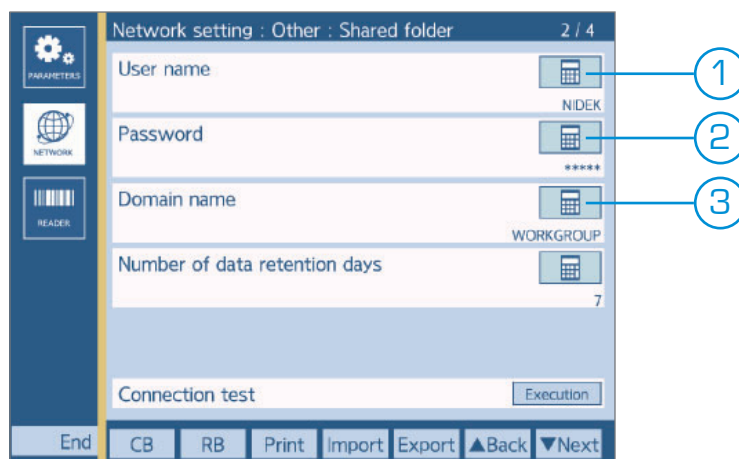 Network setting : Other : Shared folder 2 / 4
PARAMETERS
User name
NIDEK
1
NETWORK
Password
*****
2
READER
Domain name
WORKGROUP
3
Number of data retention days
7
Connection test Execution
End CB RB Print Import Export ▲Back ▼Next